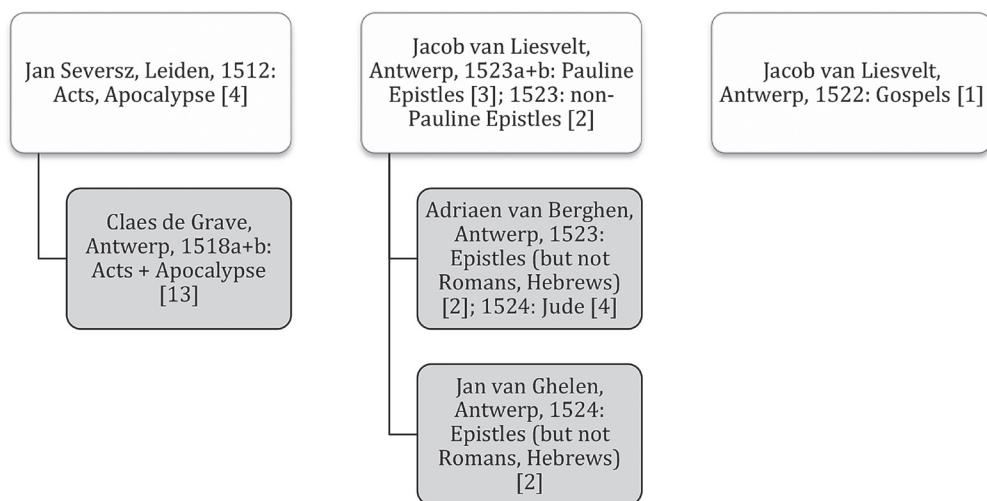 Jan Seversz, Leiden, 1512:
Acts, Apocalypse [4]
Claes de Grave,
Antwerp, 1518a+b:
Acts + Apocalypse
[13]
Jacob van Liesvelt,
Antwerp, 1523a+b: Pauline
Epistles [3]; 1523: non-
Pauline Epistles [2]
Adriaen van Berghen,
Antwerp, 1523:
Epistles (but not
Romans, Hebrews)
[2]; 1524: Jude [4]
Jan van Ghelen,
Antwerp, 1524:
Epistles (but not
Romans, Hebrews)
[2]
Jacob van Liesvelt,
Antwerp, 1522: Gospels [1]